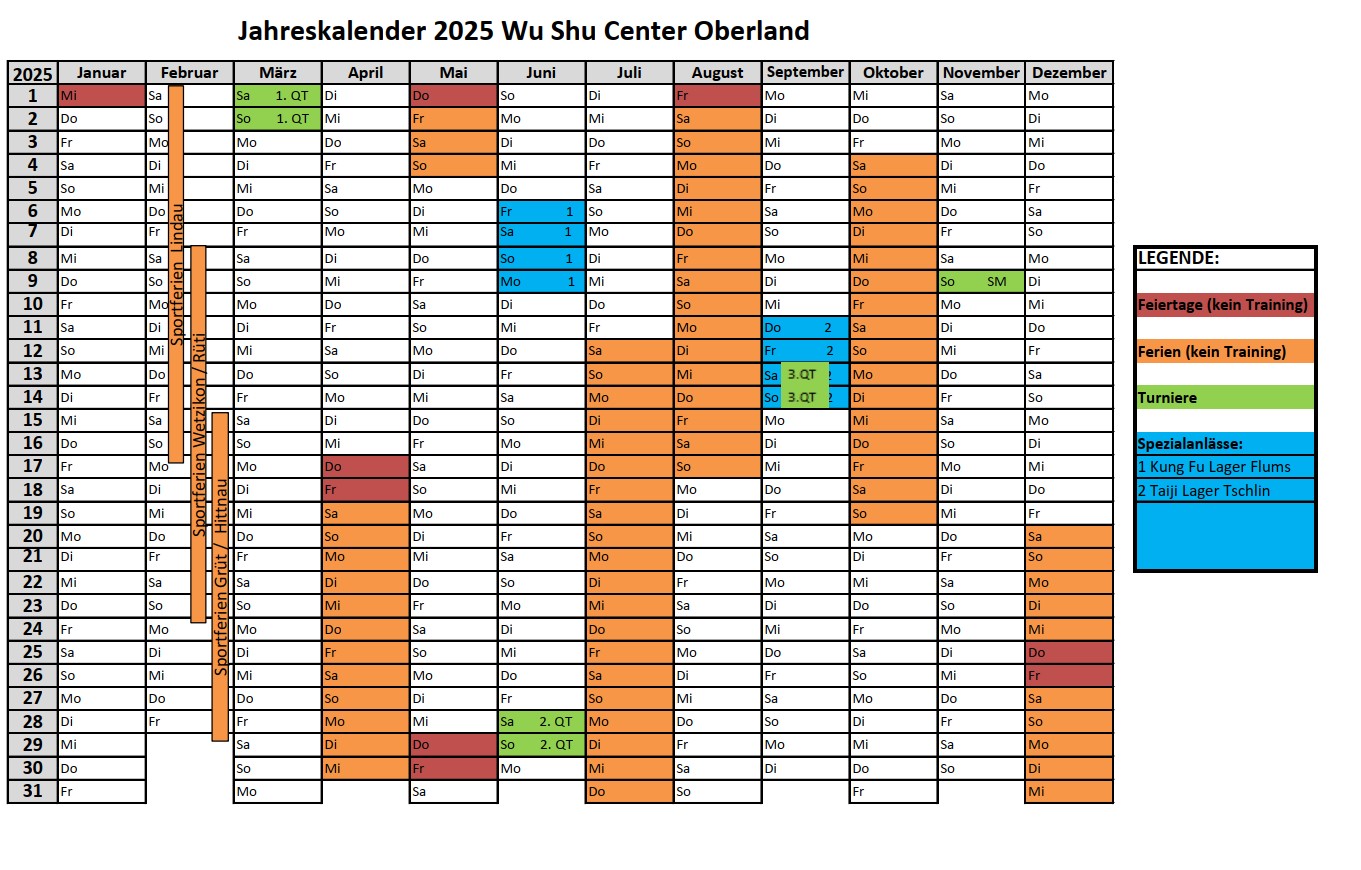 Jahreskalender 2025 Wu Shu Center Oberland
2025 Januar Februar März April Mai Juni Juli August September Oktober November Dezember
1 Mi Sa Sa 1. QT Di Do So Di Fr Mo Mi Sa Mo
2 Do So So 1. QT Mi Fr Mo Mi Sa Di Do So Di
3 Fr Mo Mo Do Sa Di Do So Mi Fr Mo Mi
4 Sa Di Di Fr So Mi Fr Mo Do Sa Di Do
5 So Mi Mi Sa Mo Do Sa Di Fr So Mi Fr
6 Mo Do Do So Di Fr 1 So Mi Sa Mo Do Sa
7 Di Fr Fr Mo Mi Sa 1 Mo Do So Di Fr So
8 Mi Sa Sa Di Do So 1 Di Fr Mo Mi Sa Mo
9 Do So So Mi Fr Mo 1 Mi Sa Di Do So SM Di
10 Fr Mo Mo Do Sa Di Do So Mi Fr Mo Mi
11 Sa Di Di Fr So Mi Fr Mo Do 2 Sa Di Do
12 So Mi Mi Sa Mo Do Sa Di Fr 2 So Mi Fr
13 Mo Do Do So Di Fr So Mi Sa 3.QT 2 Mo Do Sa
14 Di Fr Fr Mo Mi Sa Mo Do So 3.QT 2 Di Fr So
15 Mi Sa Sa Di Do So Di Fr Mo Mi Sa Mo
16 Do So So Mi Fr Mo Mi Sa Di Do So Di
17 Fr Mo Mo Do Sa Di Do So Mi Fr Mo Mi
18 Sa Di Di Fr So Mi Fr Mo Do Sa Di Do
19 So Mi Mi Sa Mo Do Sa Di Fr So Mi Fr
20 Mo Do Do So Di Fr So Mi Sa Mo Do Sa
21 Di Fr Fr Mo Mi Sa Mo Do So Di Fr So
22 Mi Sa Sa Di Do So Di Fr Mo Mi Sa Mo
23 Do So So Mi Fr Mo Mi Sa Di Do So Di
24 Fr Mo Mo Do Sa Di Do So Mi Fr Mo Mi
25 Sa Di Di Fr So Mi Fr Mo Do Sa Di Do
26 So Mi Mi Sa Mo Do Sa Di Fr So Mi Fr
27 Mo Do Do So Di Fr So Mi Sa Mo Do Sa
28 Di Fr Fr Mo Mi Sa 2. QT Mo Do So Di Fr So
29 Mi Sa Di Do So 2. QT Di Fr Mo Mi Sa Mo
30 Do So Mi Fr Mo Mi Sa Di Do So Di
31 Fr Mo Sa Do So Fr Mi
Sportferien Lindau
Sportferien Wetzikon / Rüti
Sportferien Grüt / Hittnau
LEGENDE:
Feiertage (kein Training)
Ferien (kein Training)
Turniere
Spezialanlässe:
1 Kung Fu Lager Flums
2 Taiji Lager Tschlin